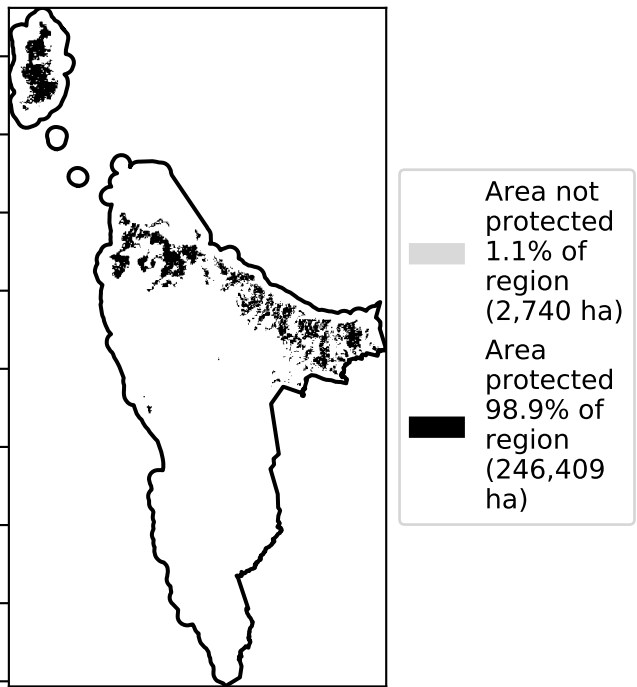 Area not
protected
1.1% of
region
(2,740 ha)
Area
protected
98.9% of
region
(246,409
ha)